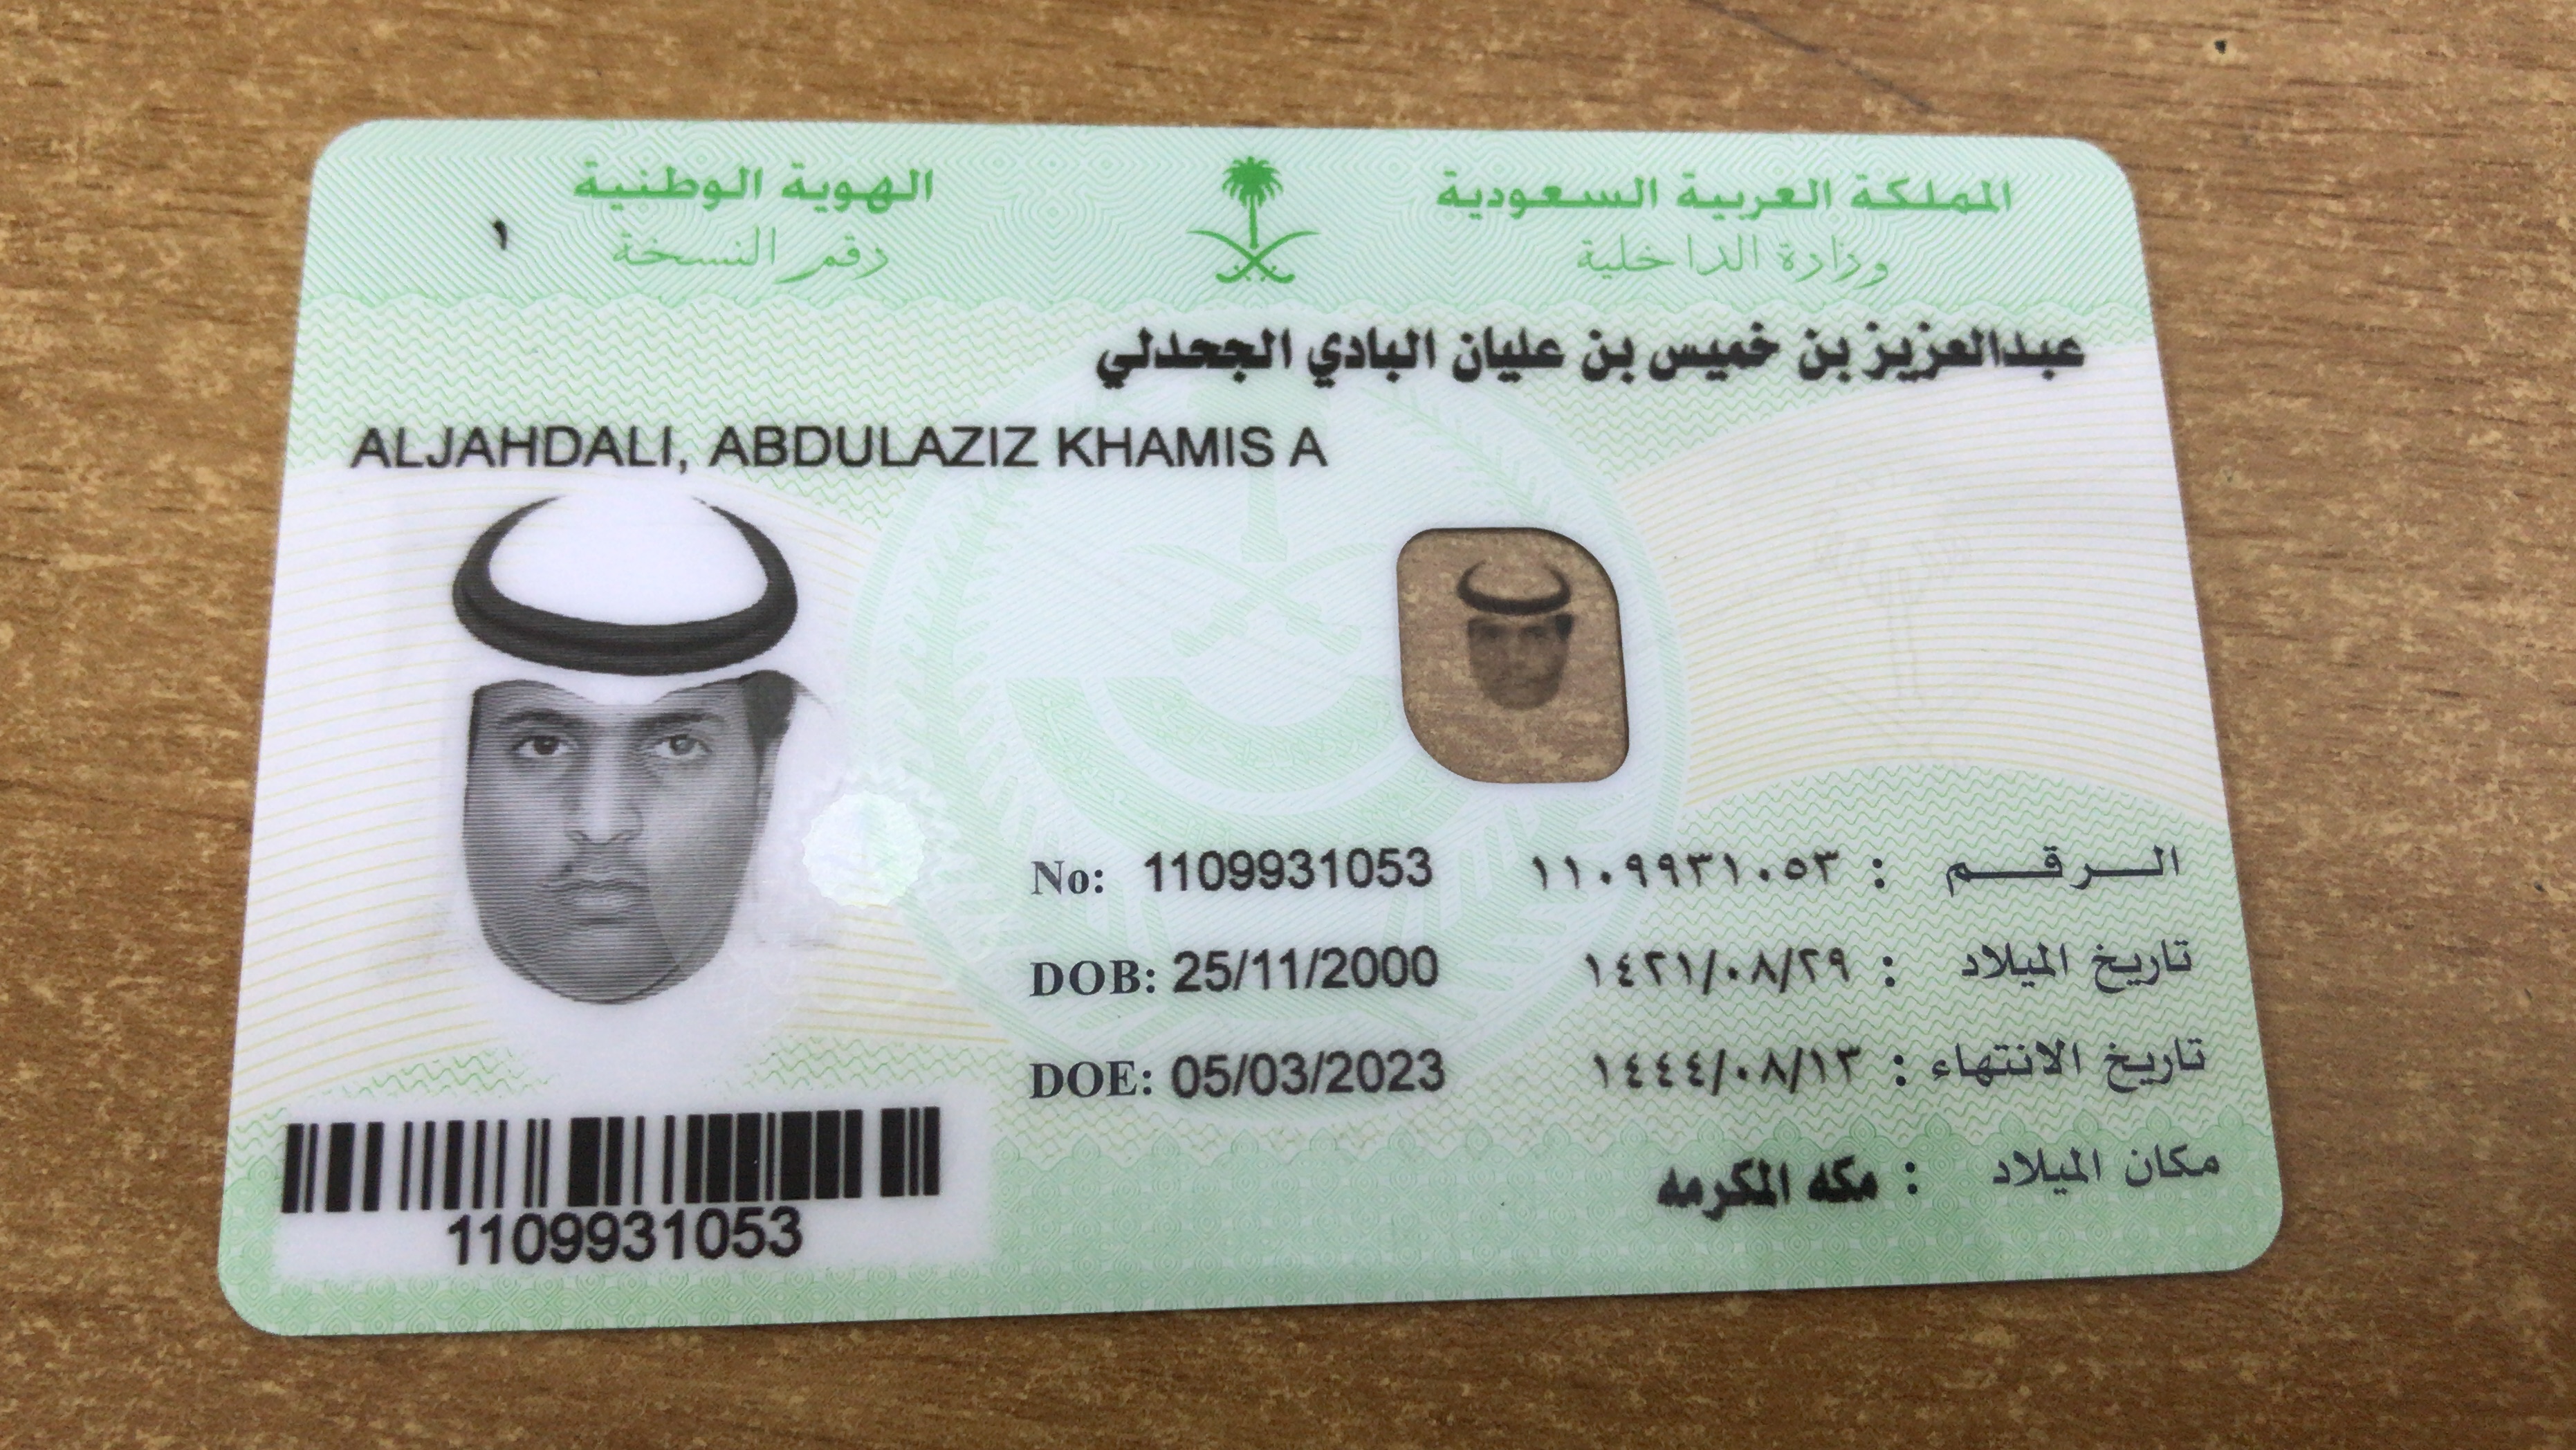 المملكة العربية السعودية
وزارة الداخلية
الهوية الوطنية
رقم النسخة
١
عبدالعزيز بن خميس بن عليان البادي الجحدلي
ALJAHDALI, ABDULAZIZ KHAMIS A
الرقم : ١١٠٩٩٣١٠٥٣
No: 1109931053
تاريخ الميلاد : ١٤٢١/٠٨/٢٩
DOB: 25/11/2000
تاريخ الانتهاء : ١٤٤٤/٠٨/١٣
DOE: 05/03/2023
مكان الميلاد : مكه المكرمه
1109931053